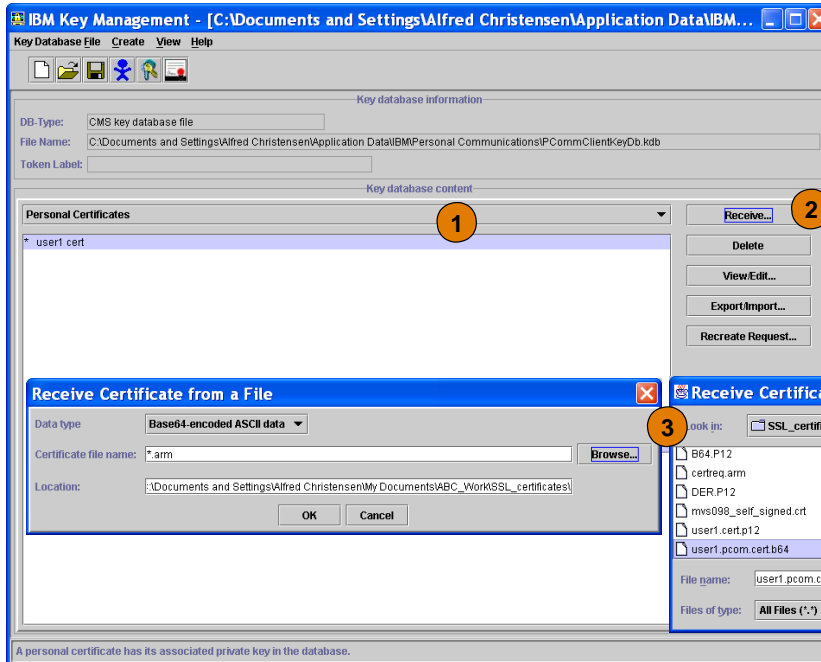 IBM Key Management - [C:\Documents and Settings\Alfred Christensen\Application Data\IBM...
Key Database File Create View Help
Key database information
DB-Type: CMS key database file
File Name: C:\Documents and Settings\Alfred Christensen\Application Data\IBM\Personal Communications\PCommClientKeyDb.kdb
Token Label:
Key database content
Personal Certificates
1
Receive...
2
* user1 cert
Delete
View/Edit...
Export/Import...
Recreate Request...
Receive Certificate from a File
Data type Base64-encoded ASCII data
Certificate file name: *.arm Browse...
Location: :\Documents and Settings\Alfred Christensen\My Documents\ABC_Work\SSL_certificates\
OK Cancel
3
Receive Certifica
Look in: SSL_certifi
B64.P12
certreq.arm
DER.P12
mvs098_self_signed.crt
user1.cert.p12
user1.pcom.cert.b64
File name: user1.pcom.c
Files of type: All Files (*.*)
A personal certificate has its associated private key in the database.